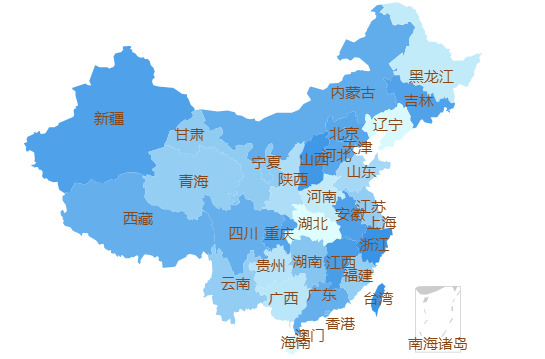 黑龙江
内蒙古
吉林
新疆
辽宁
甘肃
北京
天津
河北
山西
宁夏
山东
陕西
青海
河南
江苏
安徽
西藏
湖北
上海
四川
重庆
浙江
湖南
江西
贵州
福建
云南
广西
广东
台湾
香港
澳门
海南
南海诸岛